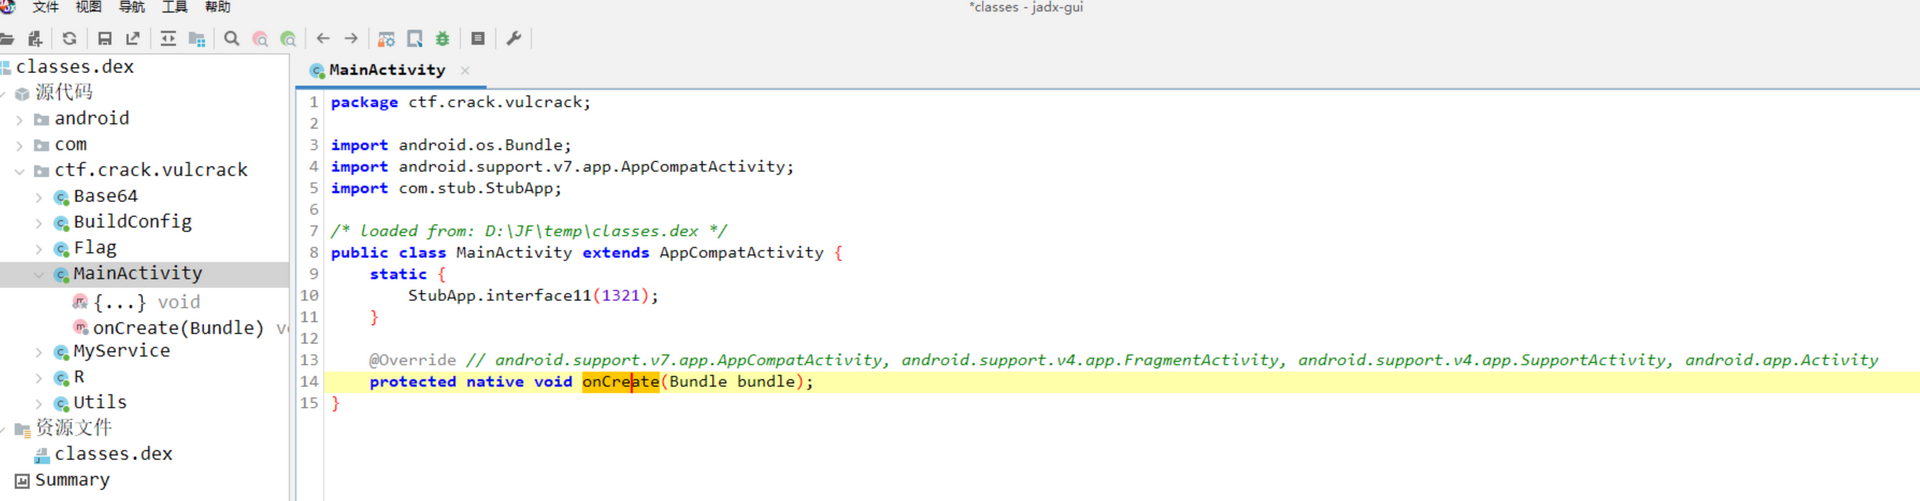 文件 视图 导航 工具 帮助
*classes - jadx-gui
classes.dex
源代码
android
com
ctf.crack.vulcrack
Base64
BuildConfig
Flag
MainActivity
{...} void
onCreate(Bundle) v
MyService
R
Utils
资源文件
classes.dex
Summary
MainActivity
1 package ctf.crack.vulcrack;
2
3 import android.os.Bundle;
4 import android.support.v7.app.AppCompatActivity;
5 import com.stub.StubApp;
6
7 /* loaded from: D:\JF\temp\classes.dex */
8 public class MainActivity extends AppCompatActivity {
9 static {
10 StubApp.interface11(1321);
11 }
12
13 @Override // android.support.v7.app.AppCompatActivity, android.support.v4.app.FragmentActivity, android.support.v4.app.SupportActivity, android.app.Activity
14 protected native void onCreate(Bundle bundle);
15 }